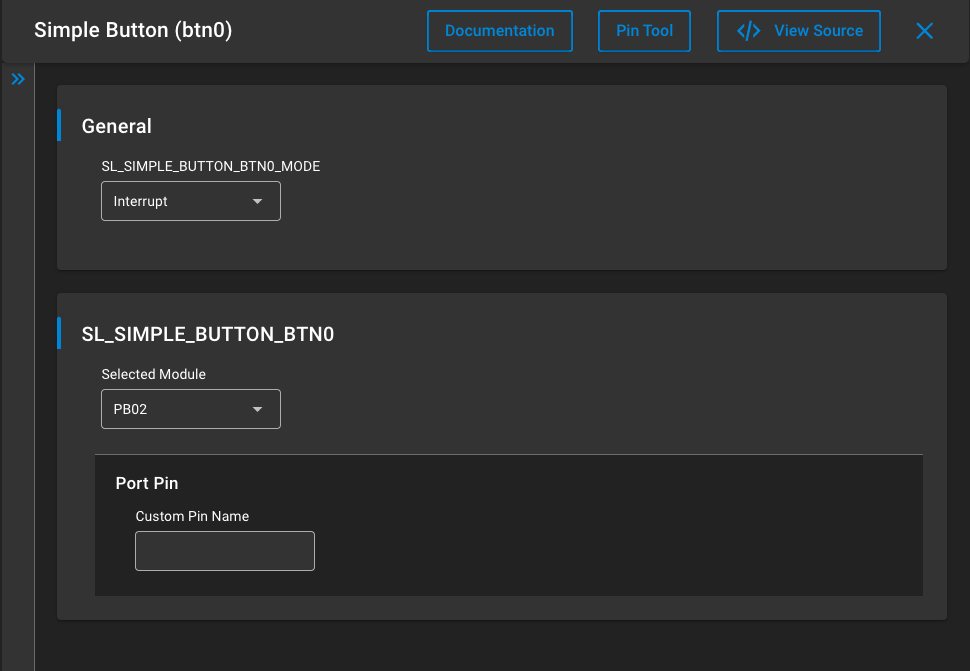 Simple Button (btn0)
Documentation
Pin Tool
View Source
General
SL_SIMPLE_BUTTON_BTN0_MODE
Interrupt
SL_SIMPLE_BUTTON_BTN0
Selected Module
PB02
Port Pin
Custom Pin Name